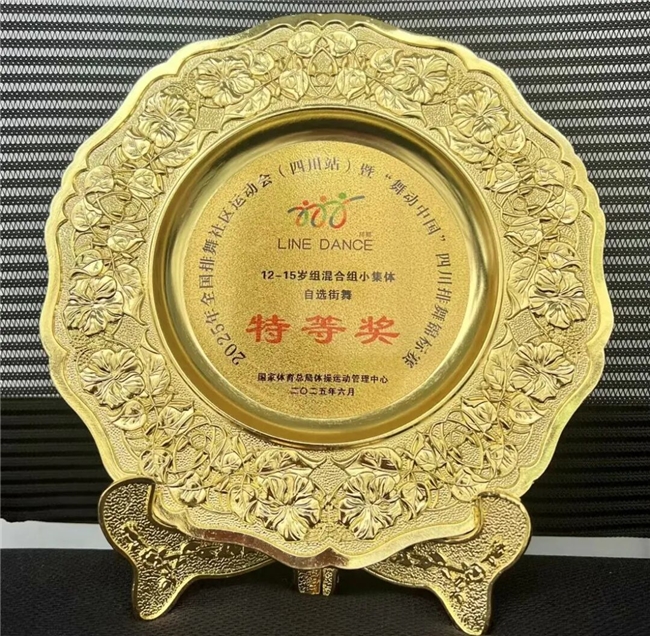 2025年全国排舞社区运动会（四川站）暨“舞动中国”四川排舞锦标赛
排舞
LINE DANCE
12-15岁组混合组小集体
自选街舞
特等奖
国家体育总局体操运动管理中心
二〇二五年六月